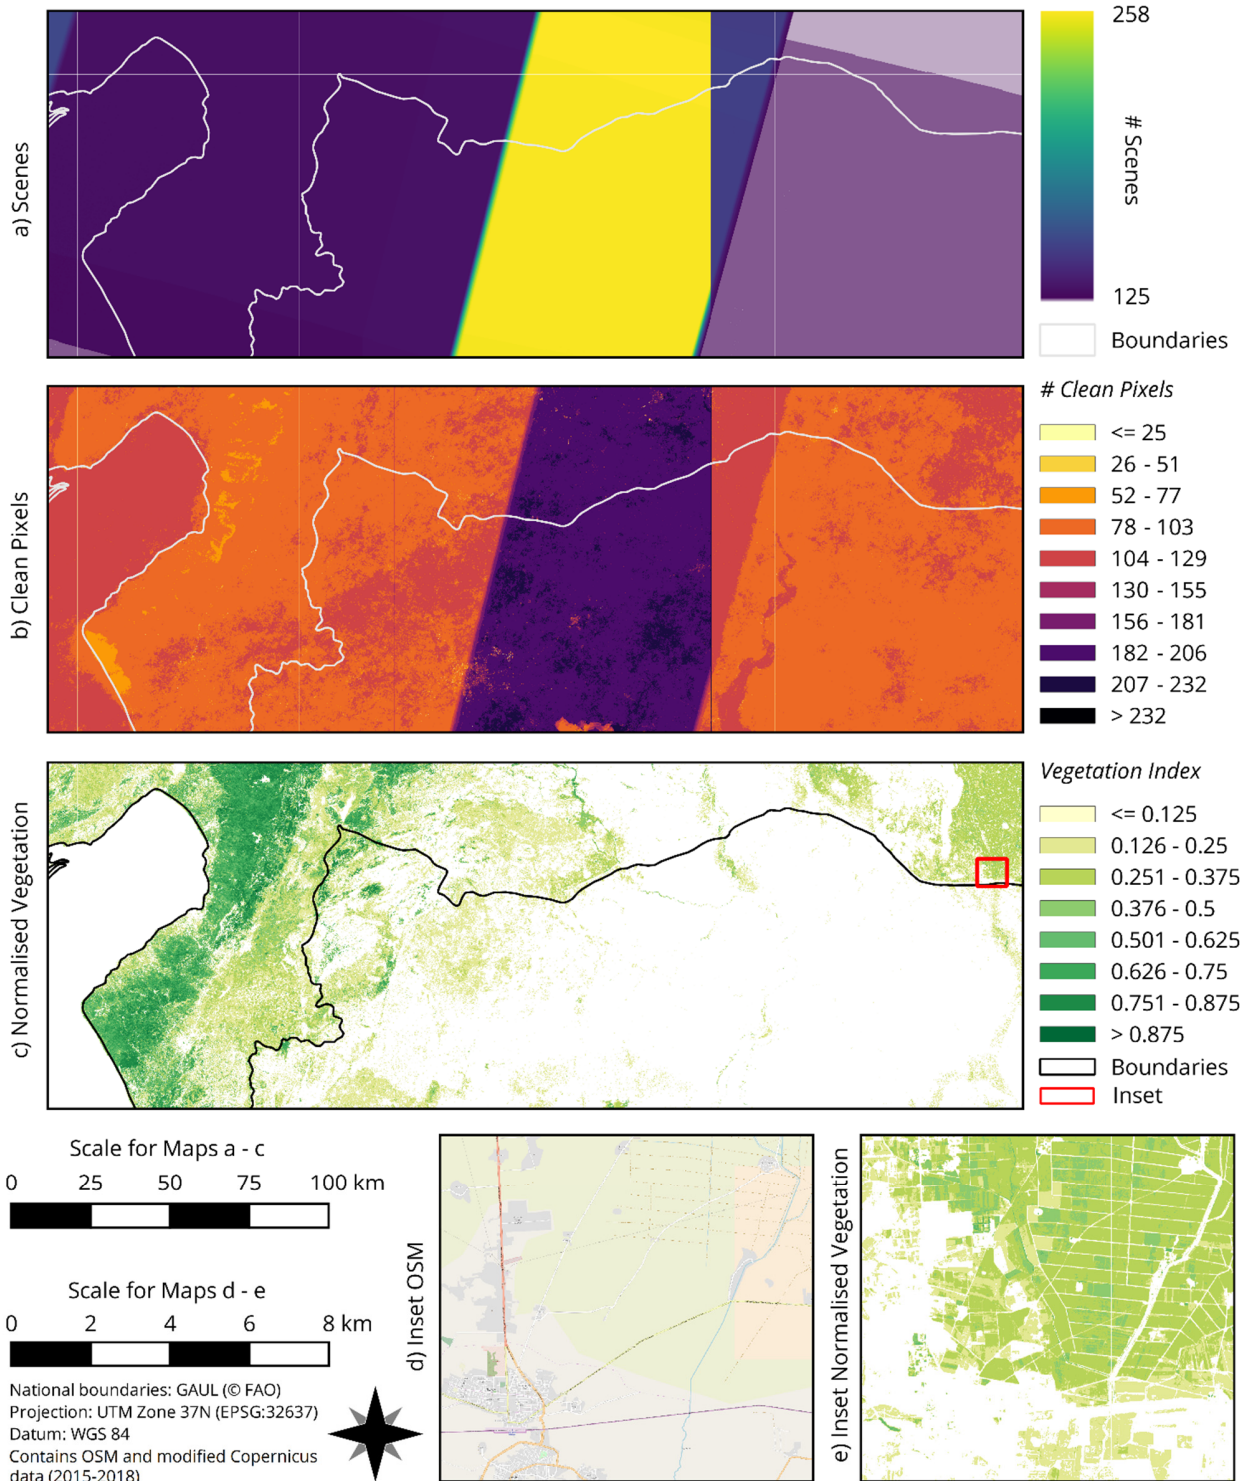 a) Scenes
258
# Scenes
125
Boundaries
b) Clean Pixels
# Clean Pixels
<= 25
26 - 51
52 - 77
78 - 103
104 - 129
130 - 155
156 - 181
182 - 206
207 - 232
> 232
c) Normalised Vegetation
Vegetation Index
<= 0.125
0.126 - 0.25
0.251 - 0.375
0.376 - 0.5
0.501 - 0.625
0.626 - 0.75
0.751 - 0.875
> 0.875
Boundaries
Inset
Scale for Maps a - c
0 25 50 75 100 km
Scale for Maps d - e
0 2 4 6 8 km
National boundaries: GAUL (© FAO)
Projection: UTM Zone 37N (EPSG:32637)
Datum: WGS 84
Contains OSM and modified Copernicus
data (2015-2018)
d) Inset OSM
e) Inset Normalised Vegetation